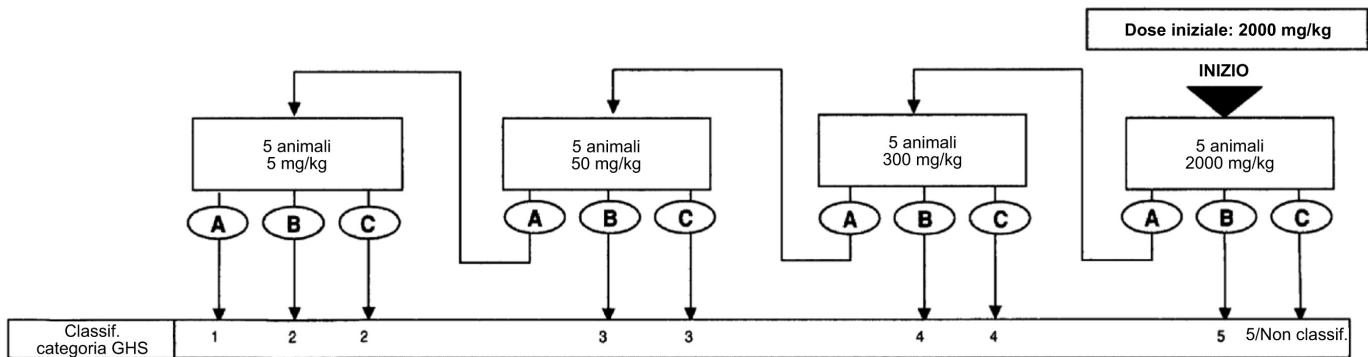 Dose iniziale: 2000 mg/kg
INIZIO
5 animali
5 mg/kg
5 animali
50 mg/kg
5 animali
300 mg/kg
5 animali
2000 mg/kg
A B C A B C A B C A B C
Classif.
categoria GHS
1 2 2 3 3 4 4 5 5/Non classif.